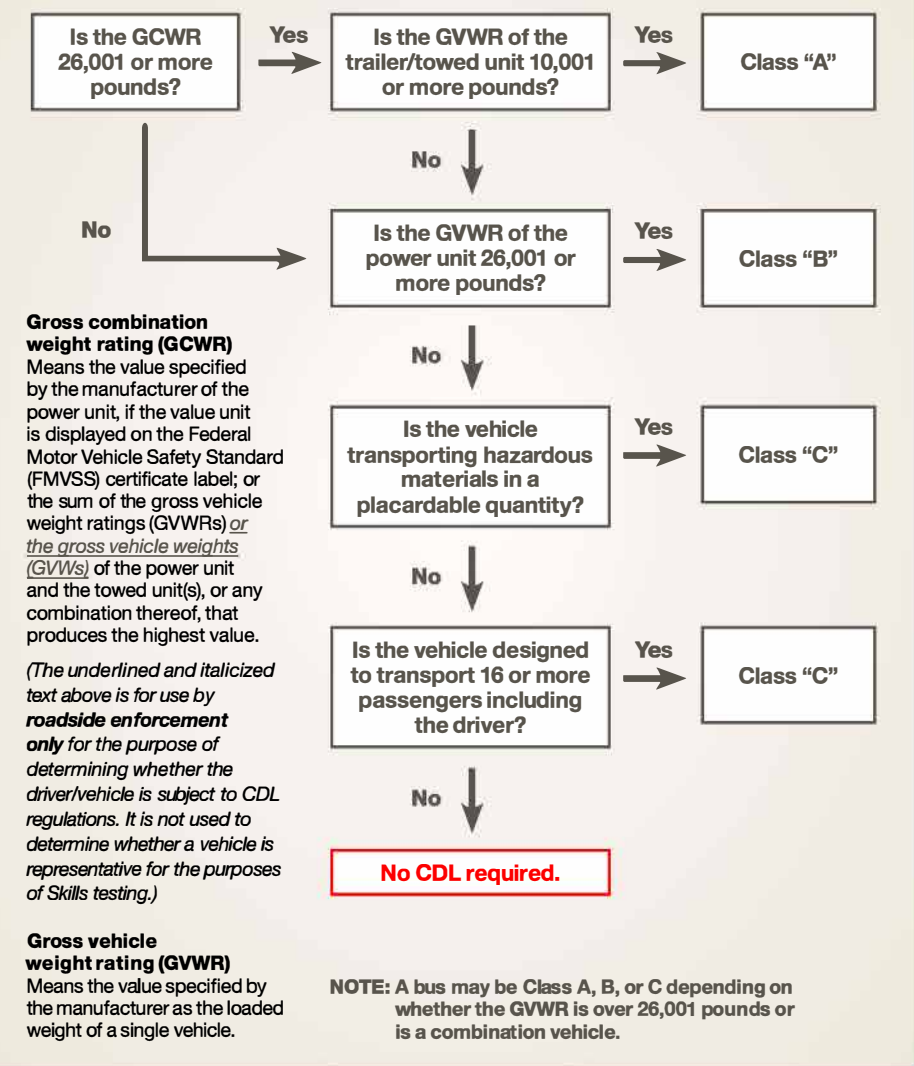 Is the GCWR
26,001 or more
pounds?
Yes
Is the GVWR of the
trailer/towed unit 10,001
or more pounds?
Yes
Class “A”
No
No
Is the GVWR of the
power unit 26,001 or
more pounds?
Yes
Class “B”
No
Is the vehicle
transporting hazardous
materials in a
placardable quantity?
Yes
Class “C”
No
Is the vehicle designed
to transport 16 or more
passengers including
the driver?
Yes
Class “C”
No
No CDL required.
Gross combination
weight rating (GCWR)
Means the value specified
by the manufacturer of the
power unit, if the value unit
is displayed on the Federal
Motor Vehicle Safety Standard
(FMVSS) certificate label; or
the sum of the gross vehicle
weight ratings (GVWRs) or
the gross vehicle weights
(GVWs) of the power unit
and the towed unit(s), or any
combination thereof, that
produces the highest value.
(The underlined and italicized
text above is for use by
roadside enforcement
only for the purpose of
determining whether the
driver/vehicle is subject to CDL
regulations. It is not used to
determine whether a vehicle is
representative for the purposes
of Skills testing.)
Gross vehicle
weight rating (GVWR)
Means the value specified by
the manufacturer as the loaded
weight of a single vehicle.
NOTE: A bus may be Class A, B, or C depending on
whether the GVWR is over 26,001 pounds or
is a combination vehicle.